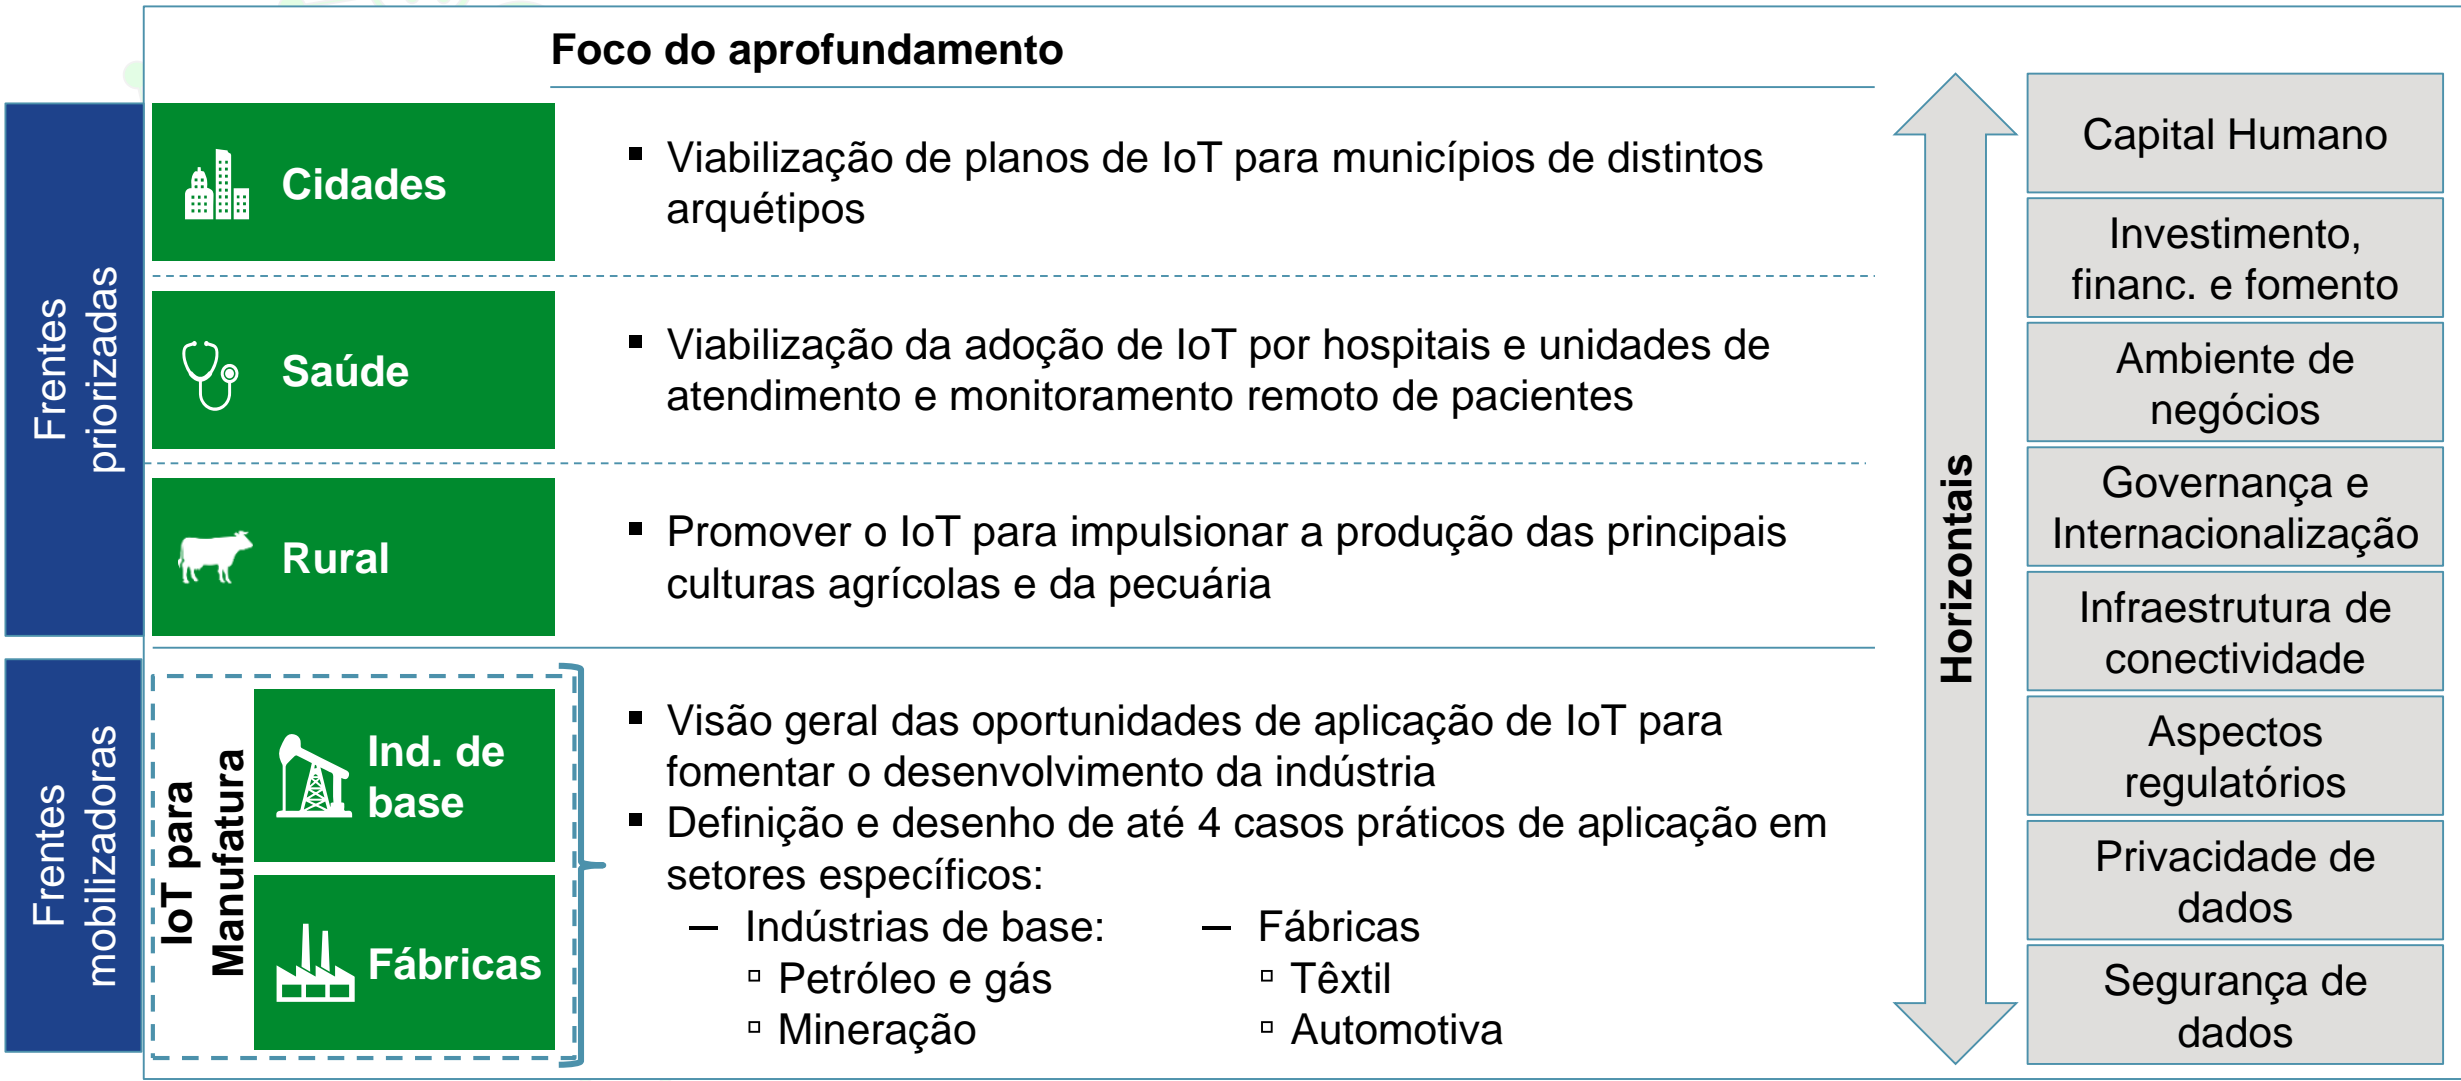 Foco do aprofundamento
Frentes
priorizadas
Cidades
▪ Viabilização de planos de IoT para municípios de distintos
arquétipos
Saúde
▪ Viabilização da adoção de IoT por hospitais e unidades de
atendimento e monitoramento remoto de pacientes
Rural
▪ Promover o IoT para impulsionar a produção das principais
culturas agrícolas e da pecuária
Frentes
mobilizadoras
IoT para
Manufatura
Ind. de
base
Fábricas
▪ Visão geral das oportunidades de aplicação de IoT para
fomentar o desenvolvimento da indústria
▪ Definição e desenho de até 4 casos práticos de aplicação em
setores específicos:
– Indústrias de base:
▫ Petróleo e gás
▫ Mineração
– Fábricas
▫ Têxtil
▫ Automotiva
Horizontais
Capital Humano
Investimento,
financ. e fomento
Ambiente de
negócios
Governança e
Internacionalização
Infraestrutura de
conectividade
Aspectos
regulatórios
Privacidade de
dados
Segurança de
dados